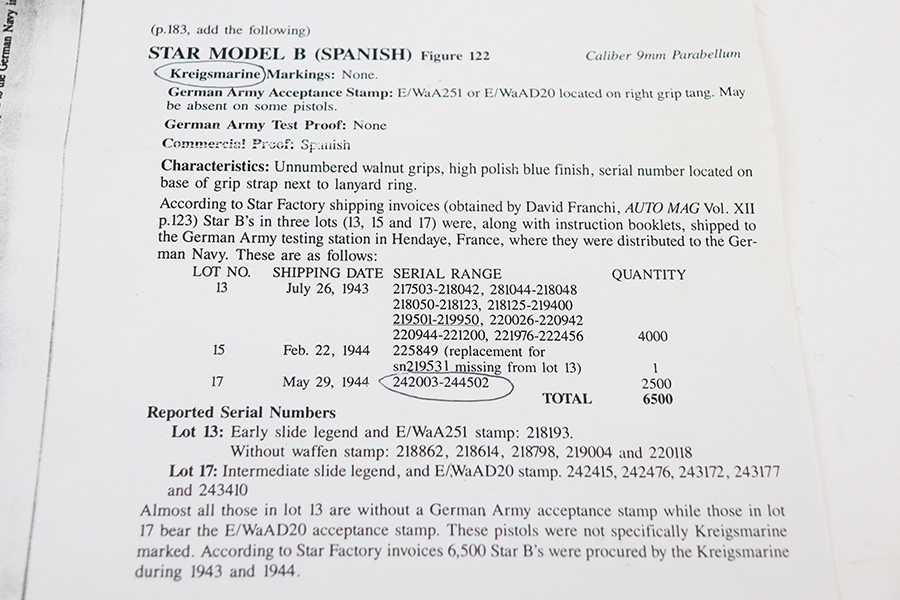 the German Navy in
(p.183, add the following)
STAR MODEL B (SPANISH) Figure 122 Caliber 9mm Parabellum
Kreigsmarine Markings: None.
German Army Acceptance Stamp: E/WaA251 or E/WaAD20 located on right grip tang. May
be absent on some pistols.
German Army Test Proof: None
Commercial Proof: Spanish
Characteristics: Unnumbered walnut grips, high polish blue finish, serial number located on
base of grip strap next to lanyard ring.
According to Star Factory shipping invoices (obtained by David Franchi, AUTO MAG Vol. XII
p.123) Star B's in three lots (13, 15 and 17) were, along with instruction booklets, shipped to
the German Army testing station in Hendaye, France, where they were distributed to the Ger-
man Navy. These are as follows:
LOT NO. SHIPPING DATE SERIAL RANGE QUANTITY
13 July 26, 1943 217503-218042, 281044-218048
218050-218123, 218125-219400
219501-219950, 220026-220942
220944-221200, 221976-222456 4000
15 Feb. 22, 1944 225849 (replacement for
sn219531 missing from lot 13) 1
17 May 29, 1944 242003-244502 2500
TOTAL 6500
Reported Serial Numbers
Lot 13: Early slide legend and E/WaA251 stamp: 218193.
Without waffen stamp: 218862, 218614, 218798, 219004 and 220118
Lot 17: Intermediate slide legend, and E/WaAD20 stamp. 242415, 242476, 243172, 243177
and 243410
Almost all those in lot 13 are without a German Army acceptance stamp while those in lot
17 bear the E/WaAD20 acceptance stamp. These pistols were not specifically Kreigsmarine
marked. According to Star Factory invoices 6,500 Star B's were procured by the Kreigsmarine
during 1943 and 1944.